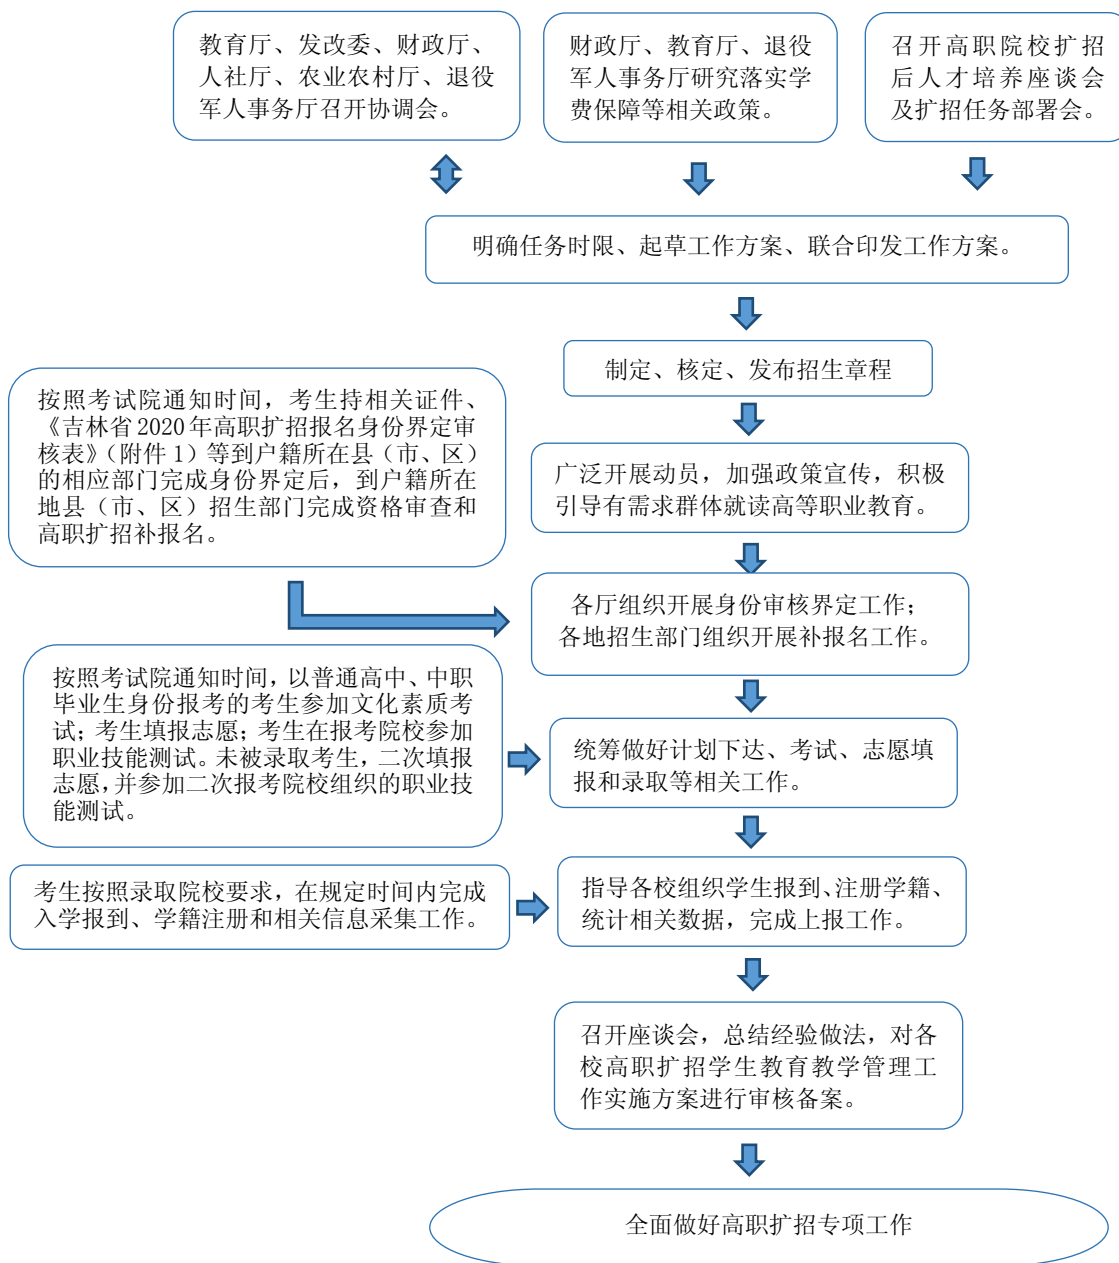 教育厅、发改委、财政厅、
人社厅、农业农村厅、退役
军人事务厅召开协调会。
财政厅、教育厅、退役
军人事务厅研究落实学
费保障等相关政策。
召开高职院校扩招
后人才培养座谈会
及扩招任务部署会。
明确任务时限、起草工作方案、联合印发工作方案。
制定、核定、发布招生章程
按照考试院通知时间，考生持相关证件、
《吉林省2020年高职扩招报名身份界定审
核表》（附件1）等到户籍所在县（市、区）
的相应部门完成身份界定后，到户籍所在
地县（市、区）招生部门完成资格审查和
高职扩招补报名。
广泛开展动员，加强政策宣传，积极
引导有需求群体就读高等职业教育。
各厅组织开展身份审核界定工作；
各地招生部门组织开展补报名工作。
按照考试院通知时间，以普通高中、中职
毕业生身份报考的考生参加文化素质考
试；考生填报志愿；考生在报考院校参加
职业技能测试。未被录取考生，二次填报
志愿，并参加二次报考院校组织的职业技
能测试。
统筹做好计划下达、考试、志愿填
报和录取等相关工作。
考生按照录取院校要求，在规定时间内完成
入学报到、学籍注册和相关信息采集工作。
指导各校组织学生报到、注册学籍、
统计相关数据，完成上报工作。
召开座谈会，总结经验做法，对各
校高职扩招学生教育教学管理工
作实施方案进行审核备案。
全面做好高职扩招专项工作